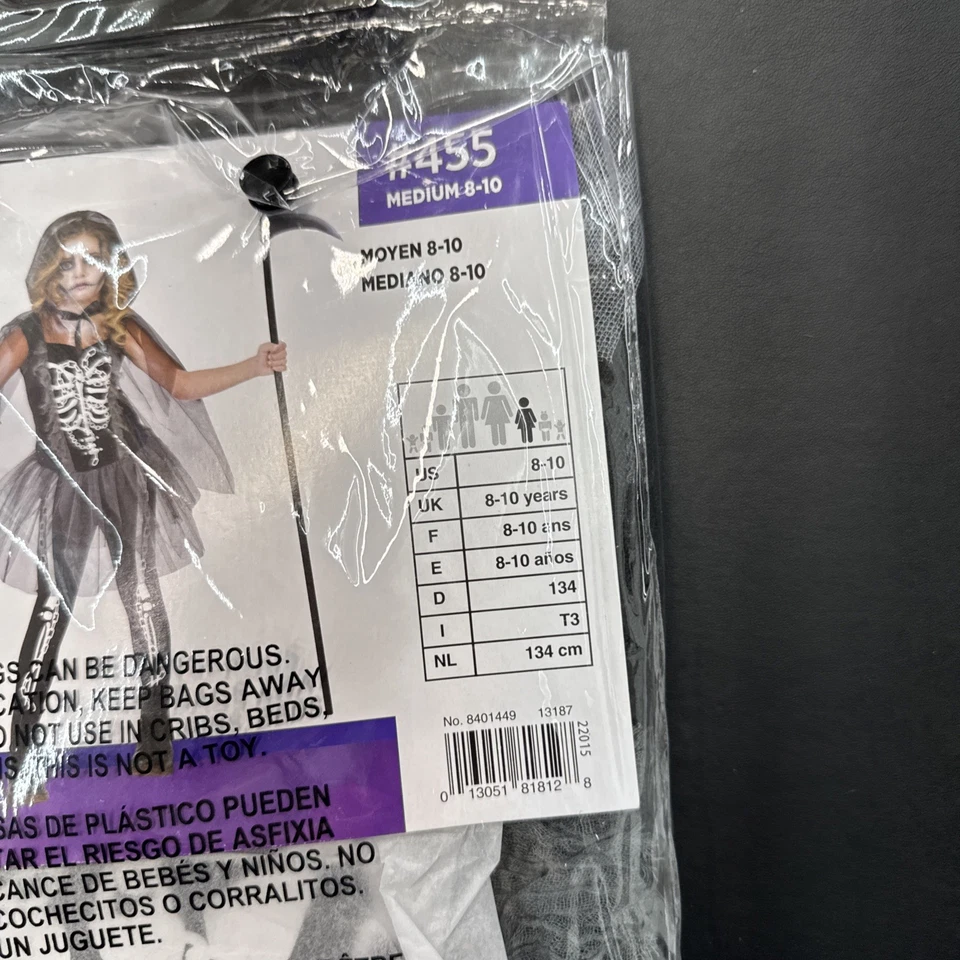 #455
MEDIUM 8-10
MOYEN 8-10
MEDIANO 8-10
US 8-10
UK 8-10 years
F 8-10 ans
E 8-10 años
D 134
I T3
NL 134 cm
No. 8401449 13187
22015
0 13051 81812 8
GS CAN BE DANGEROUS.
CATION, KEEP BAGS AWAY
O NOT USE IN CRIBS, BEDS,
THIS IS NOT A TOY.
SAS DE PLÁSTICO PUEDEN
TAR EL RIESGO DE ASFIXIA
CANCE DE BEBÉS Y NIÑOS. NO
COCHECITOS O CORRALITOS.
UN JUGUETE.